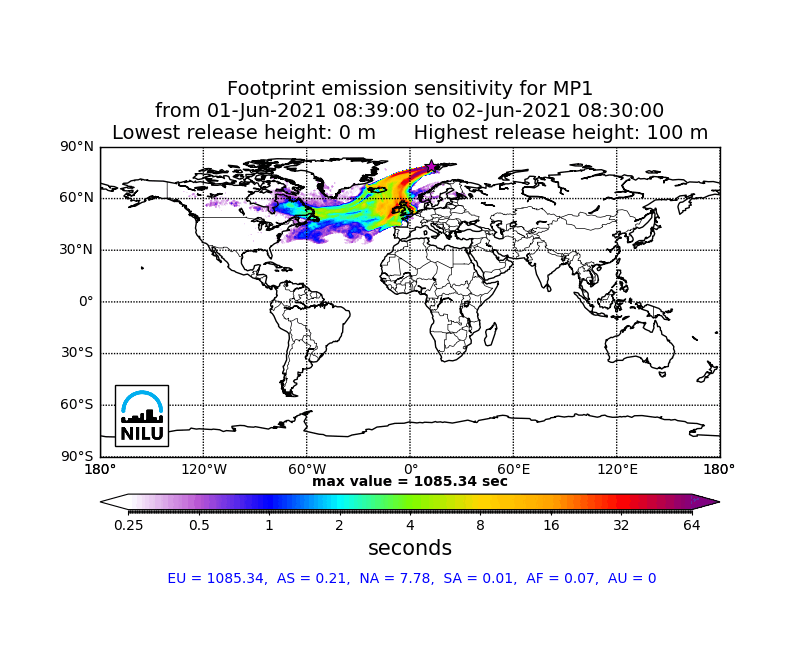 Footprint emission sensitivity for MP1
from 01-Jun-2021 08:39:00 to 02-Jun-2021 08:30:00
Lowest release height: 0 m Highest release height: 100 m
90°N
60°N
30°N
0°
30°S
60°S
90°S
NILU
180° 120°W 60°W 0° 60°E 120°E 180°
max value = 1085.34 sec
0.25 0.5 1 2 4 8 16 32 64
seconds
EU = 1085.34, AS = 0.21, NA = 7.78, SA = 0.01, AF = 0.07, AU = 0